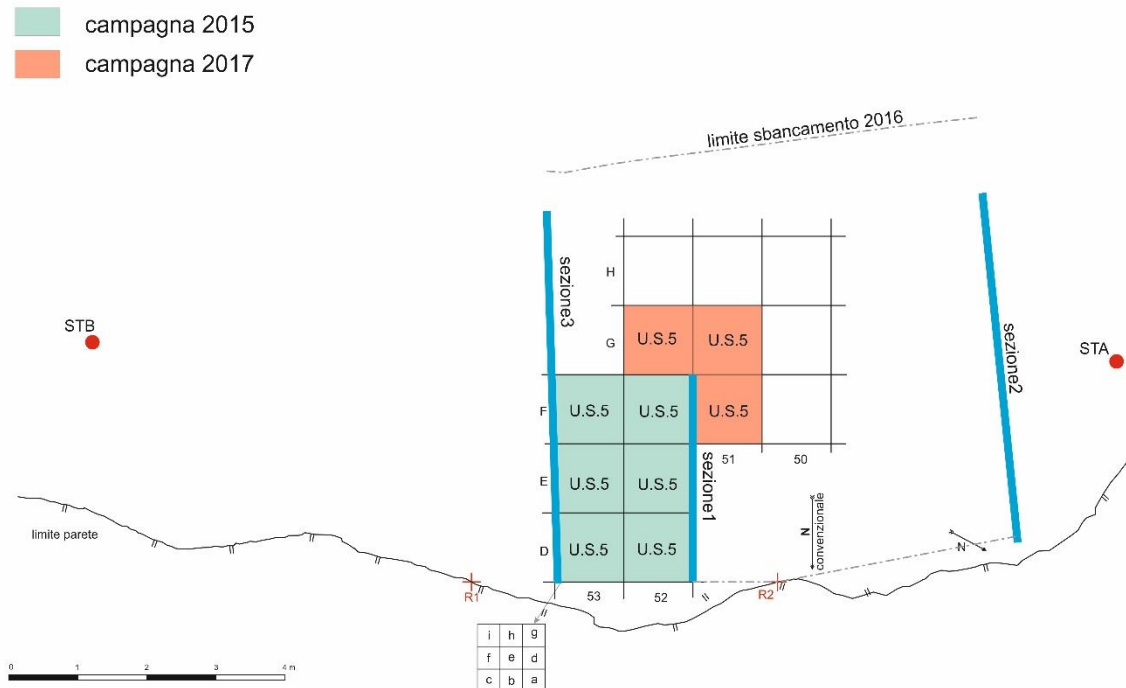 campagna 2015
campagna 2017
limite sbancamento 2016
sezione3
H
STB
G
U.S.5
U.S.5
sezione2
STA
F
U.S.5
U.S.5
U.S.5
51
50
E
U.S.5
U.S.5
sezione1
limite parete
N
convenzionale
N
D
U.S.5
U.S.5
R1
53
52
R2
i h g
f e d
c b a
0 1 2 3 4 m